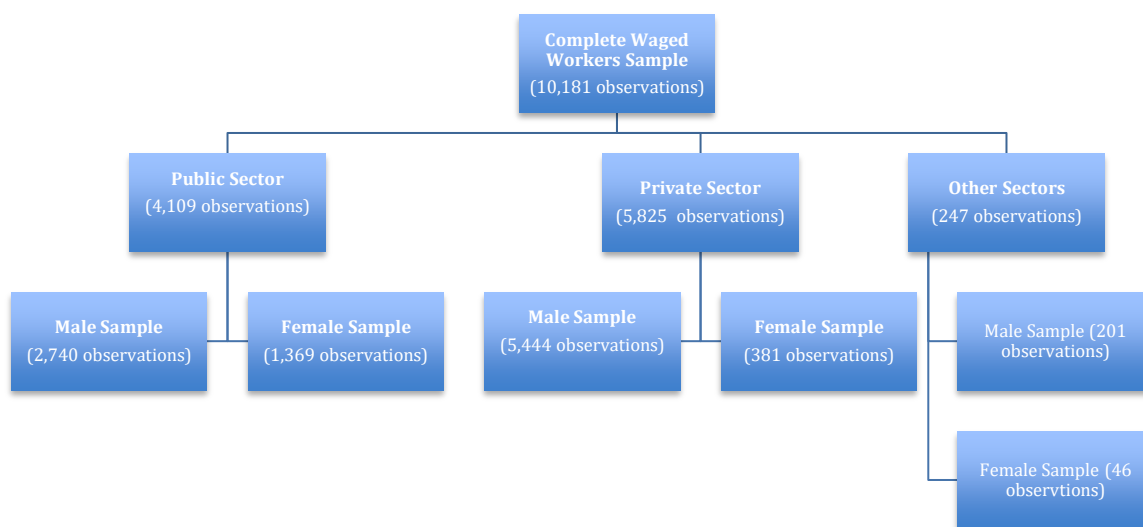 Complete Waged
Workers Sample
(10,181 observations)
Public Sector
(4,109 observations)
Private Sector
(5,825 observations)
Other Sectors
(247 observations)
Male Sample
(2,740 observations)
Female Sample
(1,369 observations)
Male Sample
(5,444 observations)
Female Sample
(381 observations)
Male Sample (201
observations)
Female Sample (46
observtions)